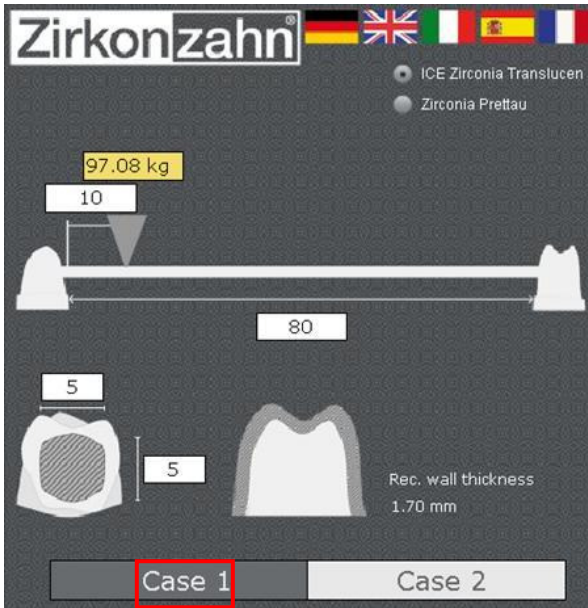 Zirkonzahn®
ICE Zirconia Translucen
Zirconia Prettau
97.08 kg
10
80
5
5
Rec. wall thickness
1.70 mm
Case 1
Case 2